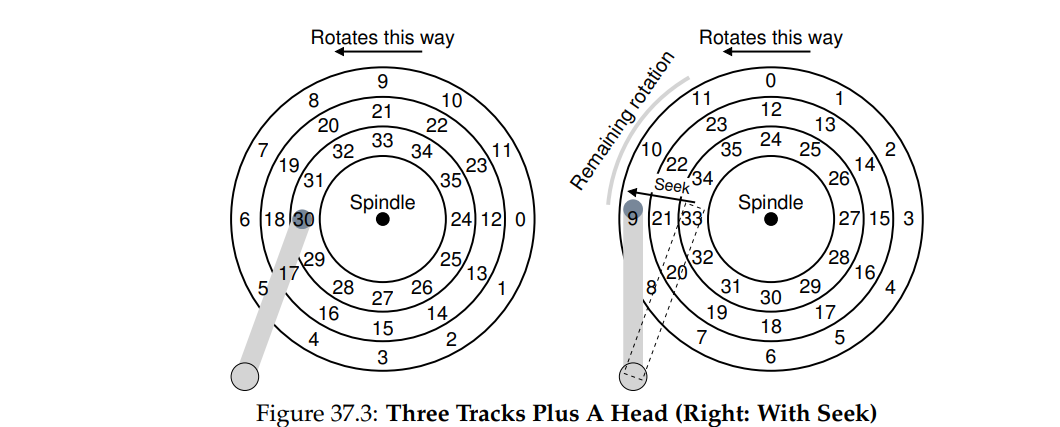 Rotates this way
9
8 10
21
20 22
7 33 11
19 32 34 23
31 35
Spindle
6 18 30 24 12 0
29 25
17 28 26 13
5 27 1
16 14
15
4 2
3
Rotates this way
Remaining rotation
0
11 1
12
23 13
10 24 2
22 35 25 14
34 26
Seek
Spindle
9 21 33 27 15 3
32 28
20 31 29 16
8 30 4
19 17
18
7 5
6
Figure 37.3: Three Tracks Plus A Head (Right: With Seek)